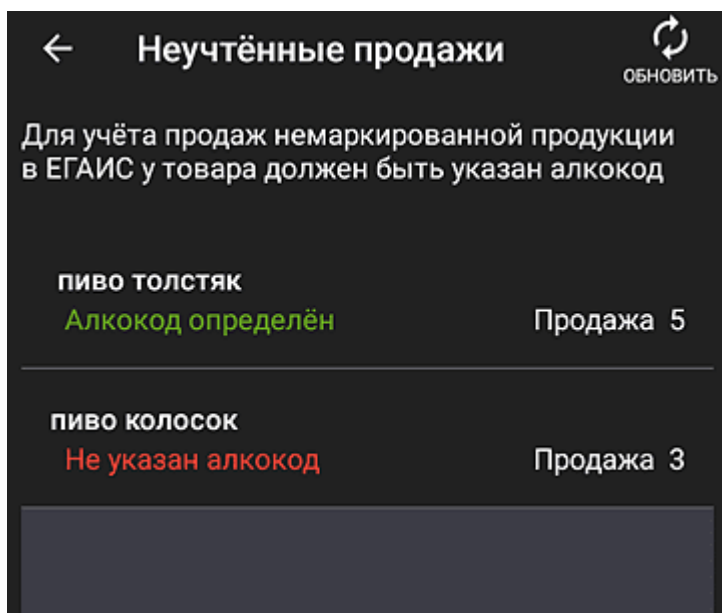 Неучтённые продажи
ОБНОВИТЬ
Для учёта продаж немаркированной продукции
в ЕГАИС у товара должен быть указан алкокод
пиво толстяк
Алкокод определён Продажа 5
пиво колосок
Не указан алкокод Продажа 3